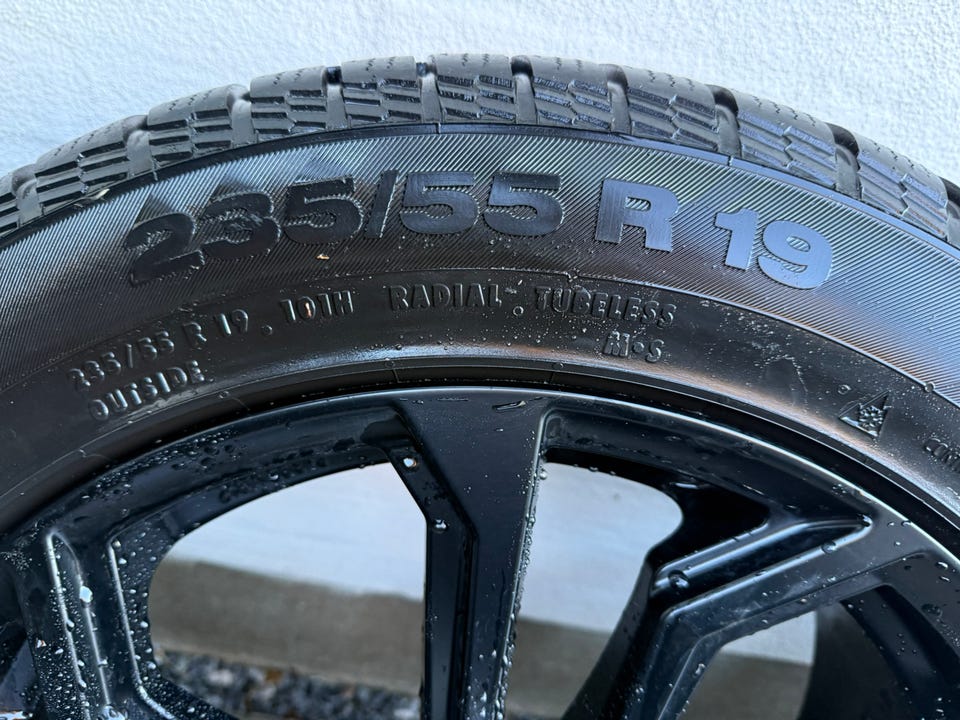 235/55 R 19
235/55 R 19 101H RADIAL TUBELESS
OUTSIDE
M+S